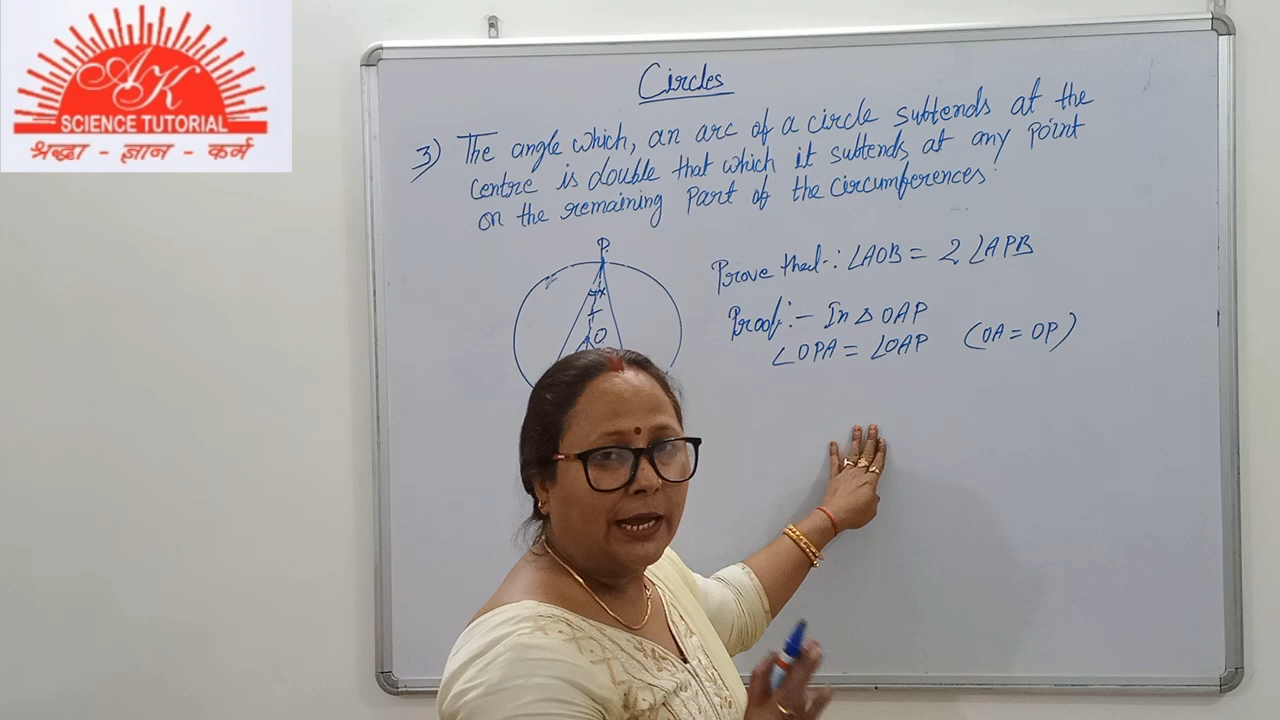 AK
SCIENCE TUTORIAL
श्रद्धा - ज्ञान - कर्म
Circles
3) The angle which, an arc of a circle subtends at the
centre is double that which it subtends at any point
on the remaining Part of the Circumferences.
P
x
O
Prove that-: ∠AOB = 2 ∠APB
Proof:- In △ OAP
∠OPA = ∠OAP (OA = OP)